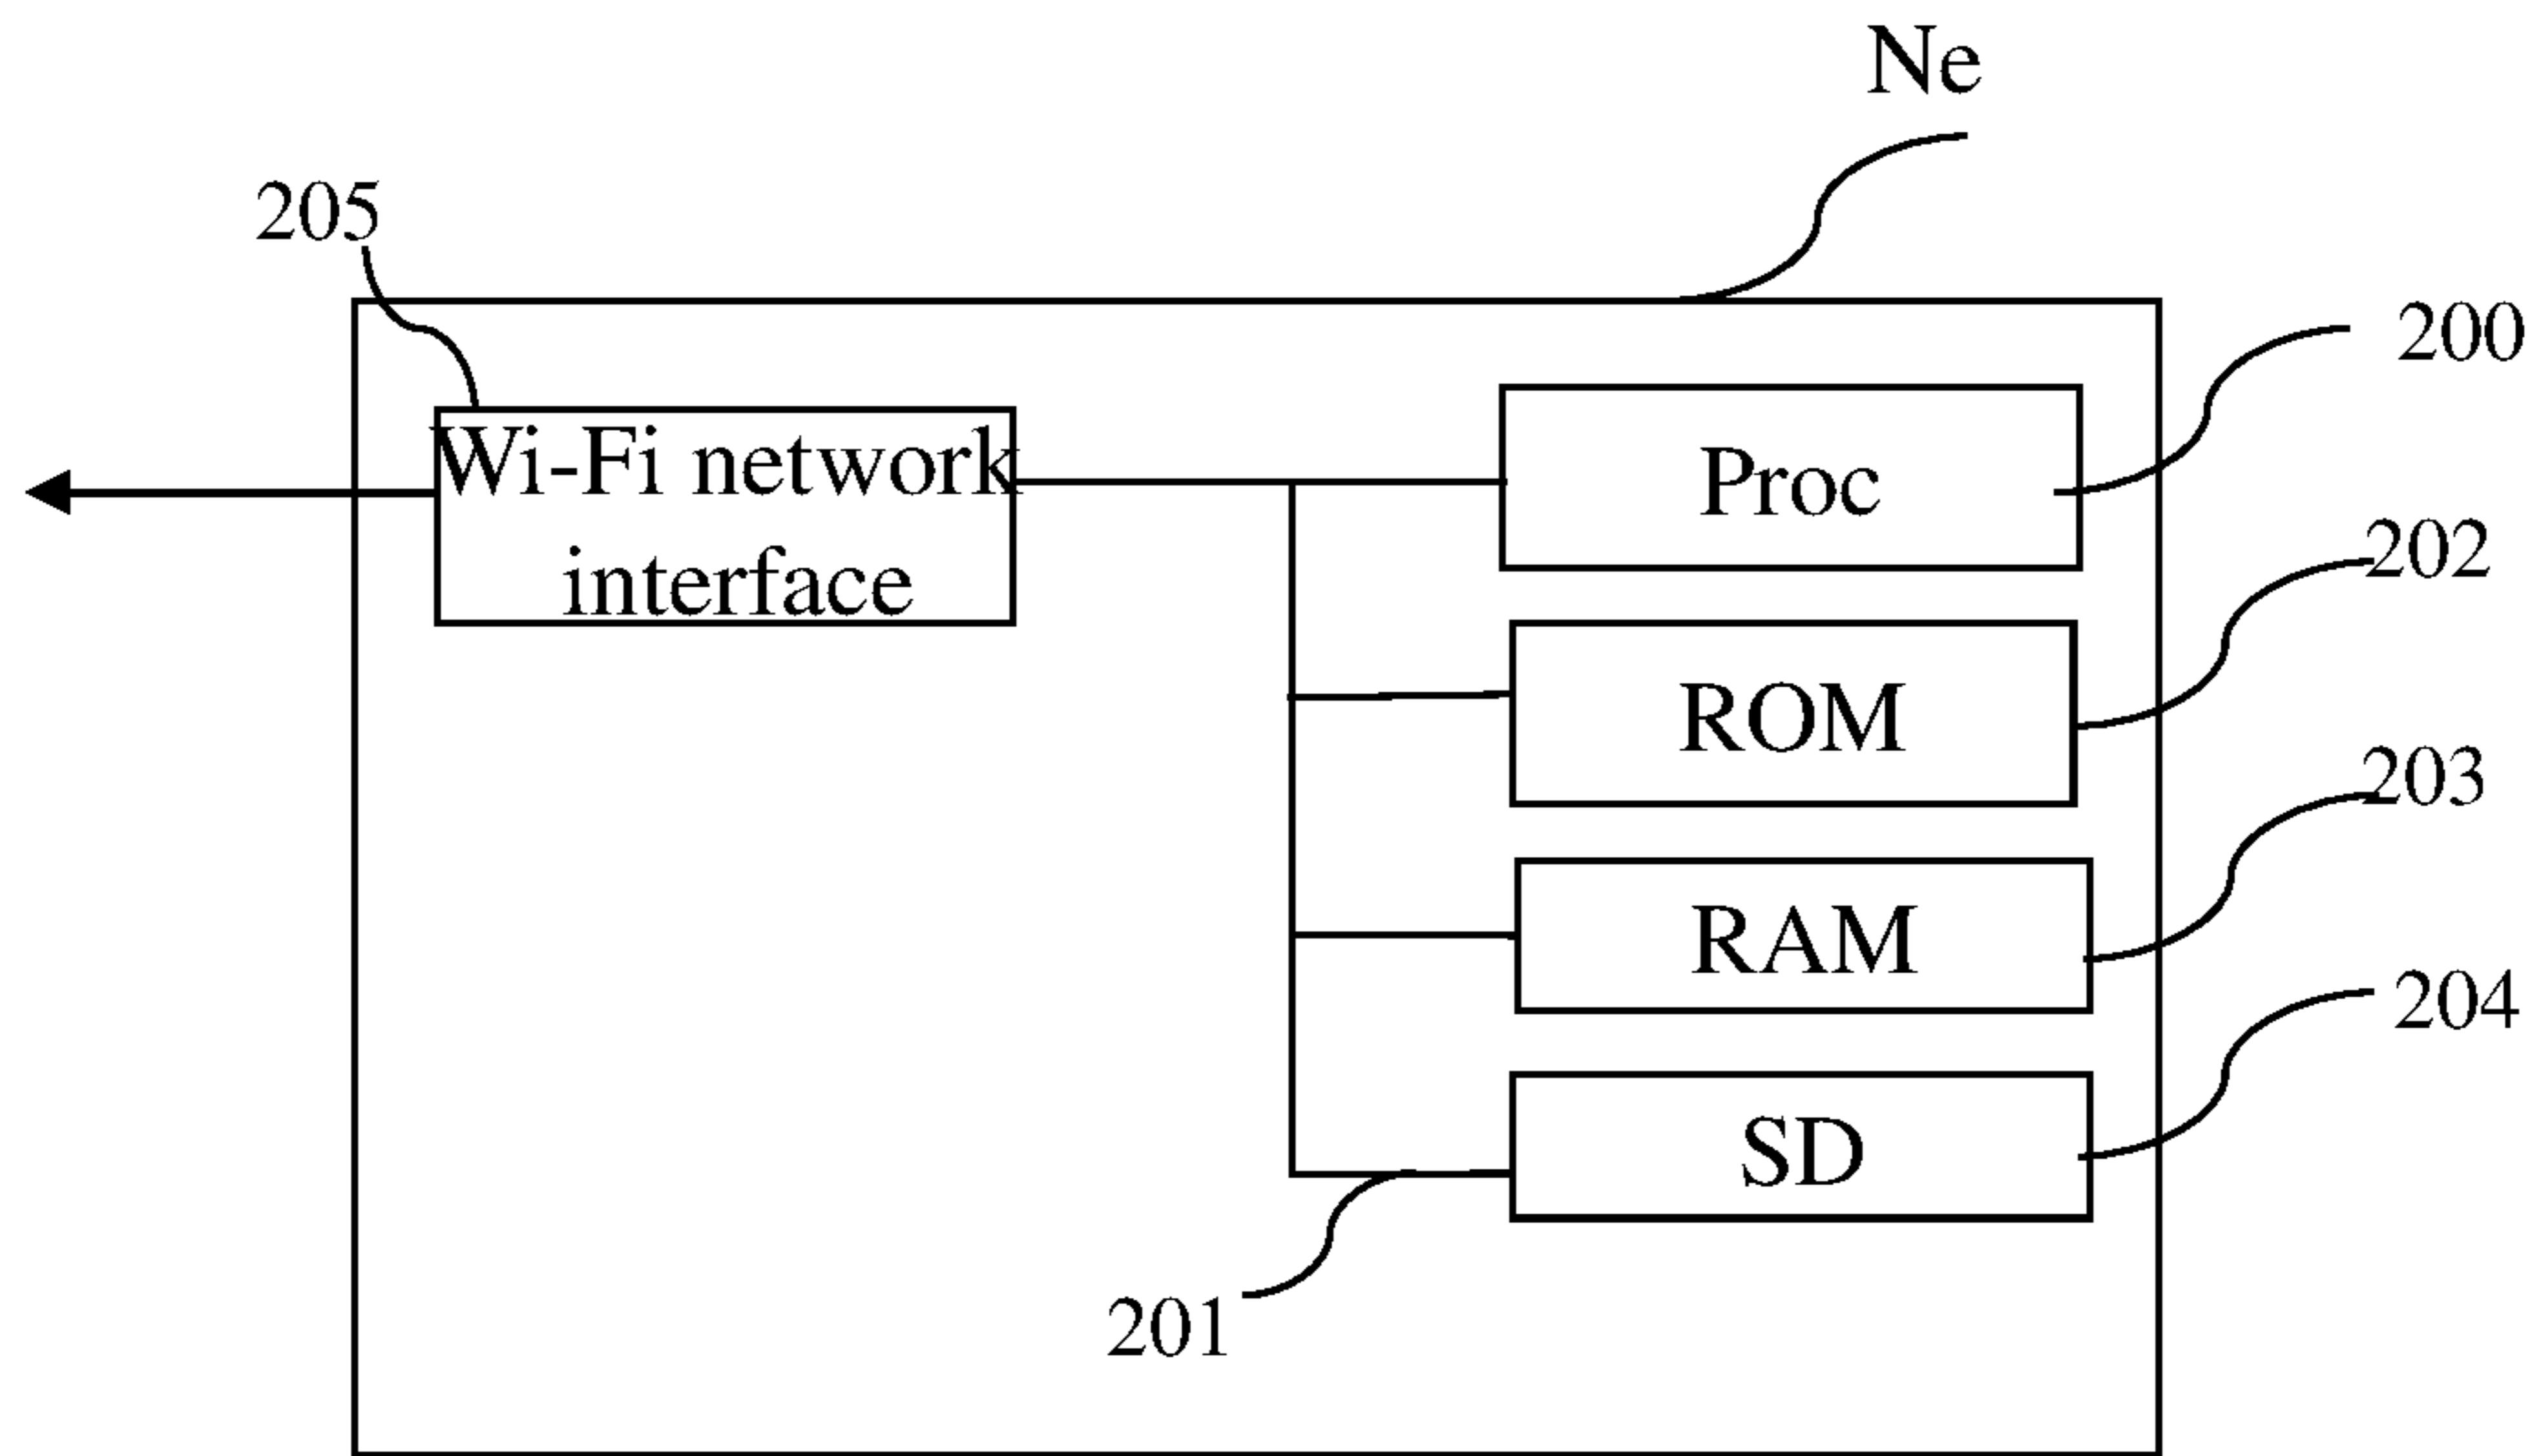 Ne
205
200
Wi-Fi network
interface
Proc
202
ROM
203
RAM
204
SD
201